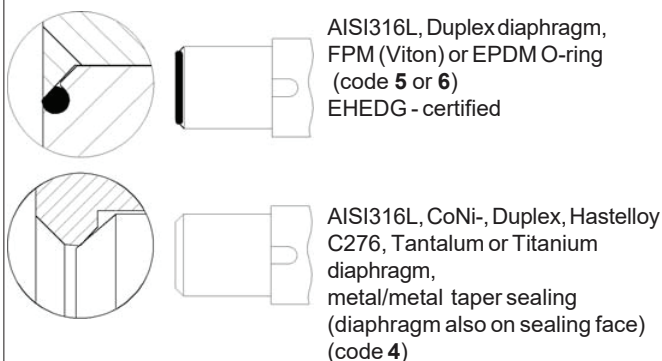 AISI316L, Duplex diaphragm,
FPM (Viton) or EPDM O-ring
(code 5 or 6)
EHEDG - certified
AISI316L, CoNi-, Duplex, Hastelloy
C276, Tantalum or Titanium
diaphragm,
metal/metal taper sealing
(diaphragm also on sealing face)
(code 4)